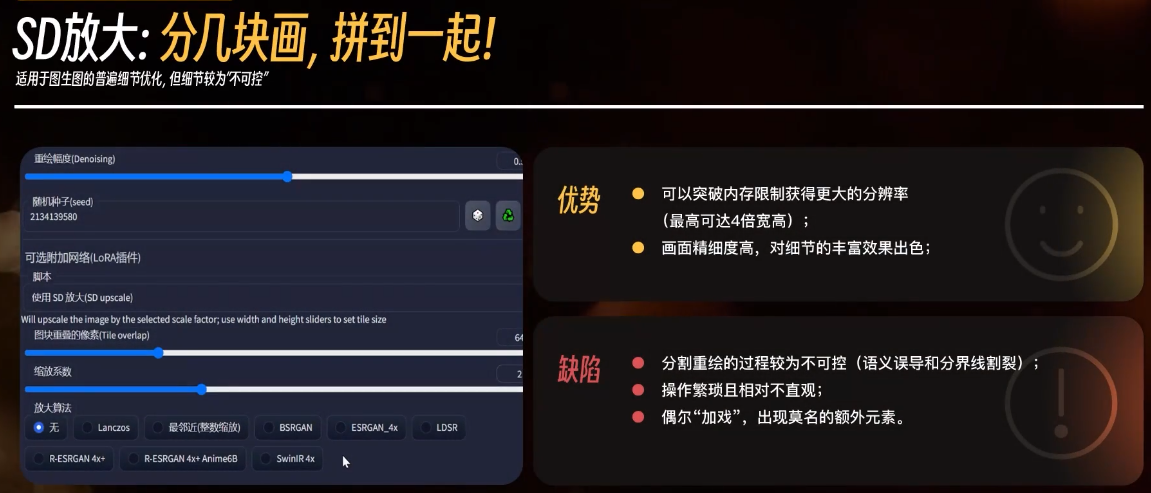 SD放大: 分几块画, 拼到一起!
适用于图生图的普遍细节优化, 但细节较为“不可控”
重绘幅度(Denoising)
随机种子(seed)
2134139580
可选附加网络(LoRA插件)
脚本
使用 SD 放大(SD upscale)
Will upscale the image by the selected scale factor; use width and height sliders to set tile size
图块重叠的像素(Tile overlap)
64
缩放系数
2
放大算法
无 Lanczos 最邻近(整数缩放) BSRGAN ESRGAN_4x LDSR
R-ESRGAN 4x+ R-ESRGAN 4x+ Anime6B SwinIR 4x
优势
可以突破内存限制获得更大的分辨率
（最高可达4倍宽高）;
画面精细度高，对细节的丰富效果出色;
缺陷
分割重绘的过程较为不可控（语义误导和分界线割裂）;
操作繁琐且相对不直观;
偶尔“加戏”，出现莫名的额外元素。